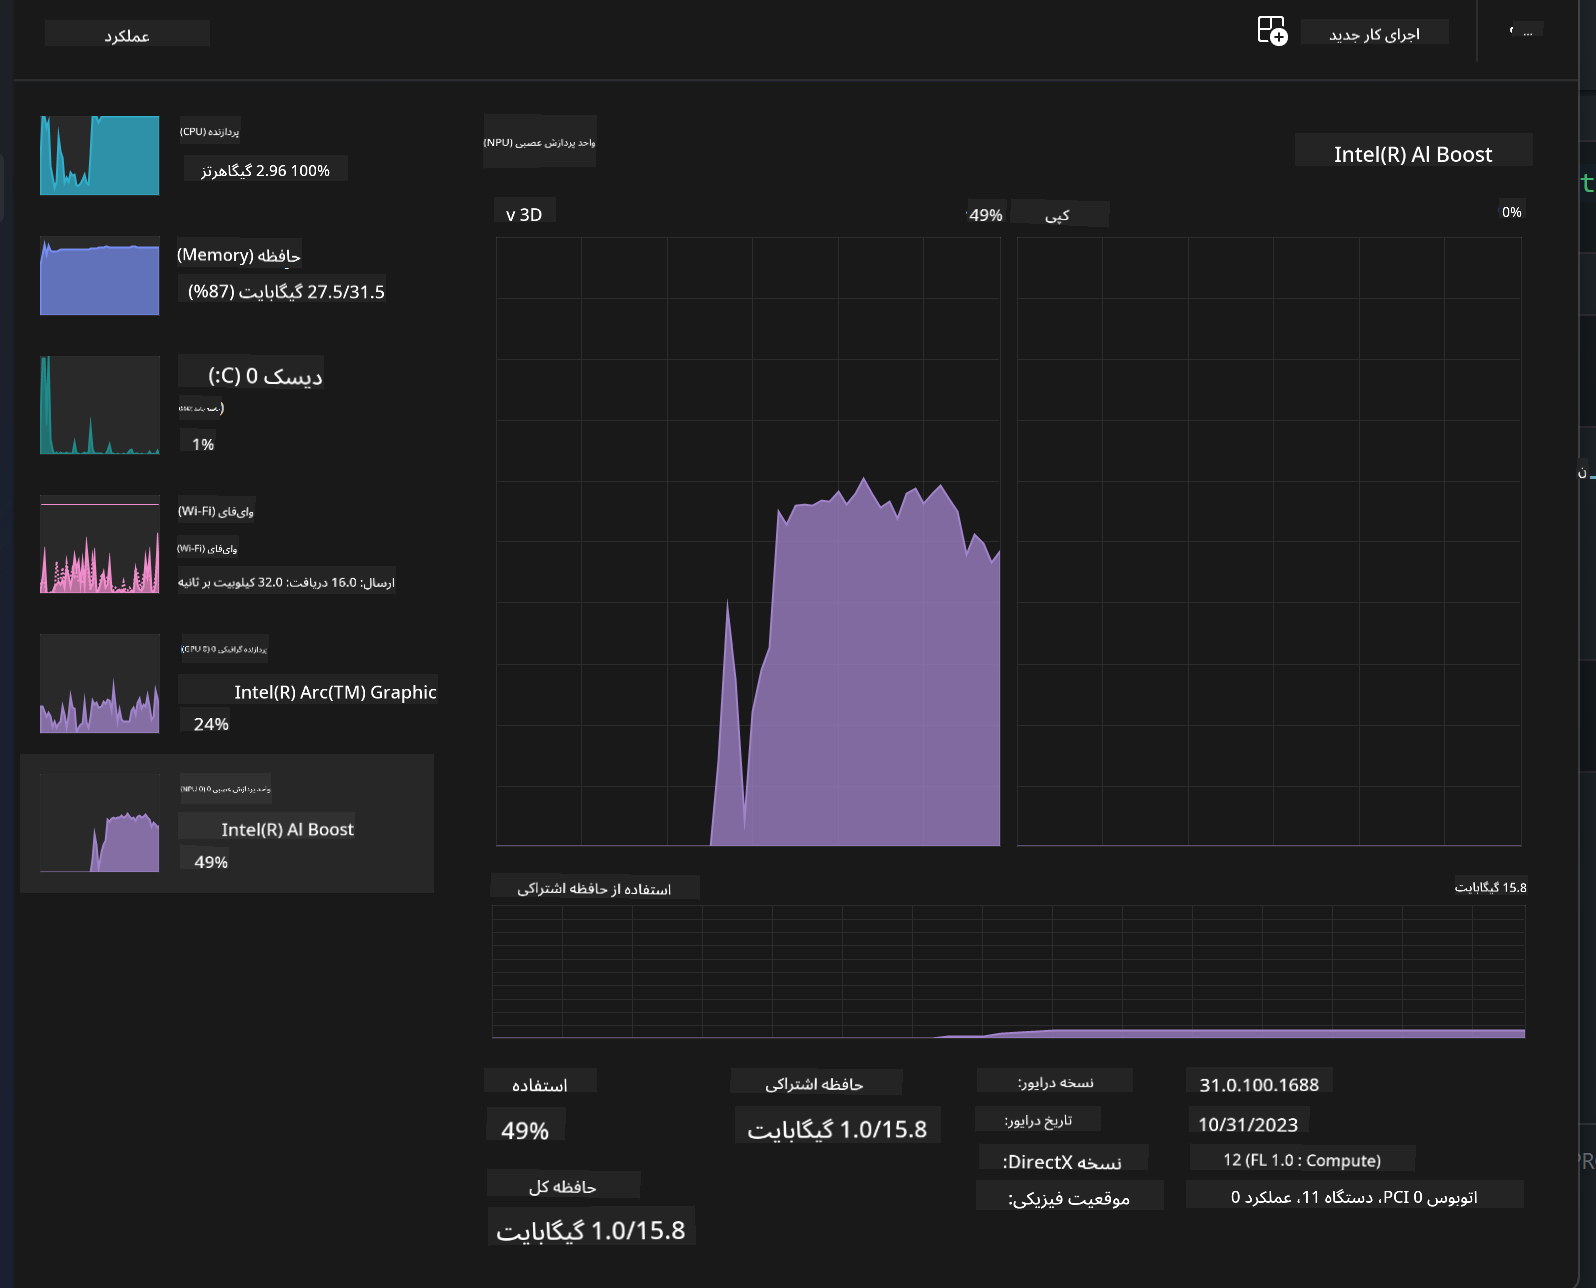 عملکرد
اجرای کار جدید
...
پردازنده (CPU)
100% 2.96 گیگاهرتز
حافظه (Memory)
27.5/31.5 گیگابایت (87%)
دیسک 0 (C:)
1%
وای‌فای (Wi-Fi)
وای‌فای (Wi-Fi)
ارسال: 16.0 دریافت: 32.0 کیلوبیت بر ثانیه
پردازنده گرافیکی 0 (GPU 0)
Intel(R) Arc(TM) Graphic
24%
واحد پردازش عصبی 0 (NPU 0)
Intel(R) Al Boost
49%
واحد پردازش عصبی (NPU)
Intel(R) Al Boost
v 3D
49%
کپی
0%
استفاده از حافظه اشتراکی
15.8 گیگابایت
استفاده
49%
حافظه اشتراکی
1.0/15.8 گیگابایت
حافظه کل
1.0/15.8 گیگابایت
نسخه درایور:
31.0.100.1688
تاریخ درایور:
10/31/2023
نسخه DirectX:
12 (FL 1.0 : Compute)
موقعیت فیزیکی:
اتوبوس PCI 0، دستگاه 11، عملکرد 0